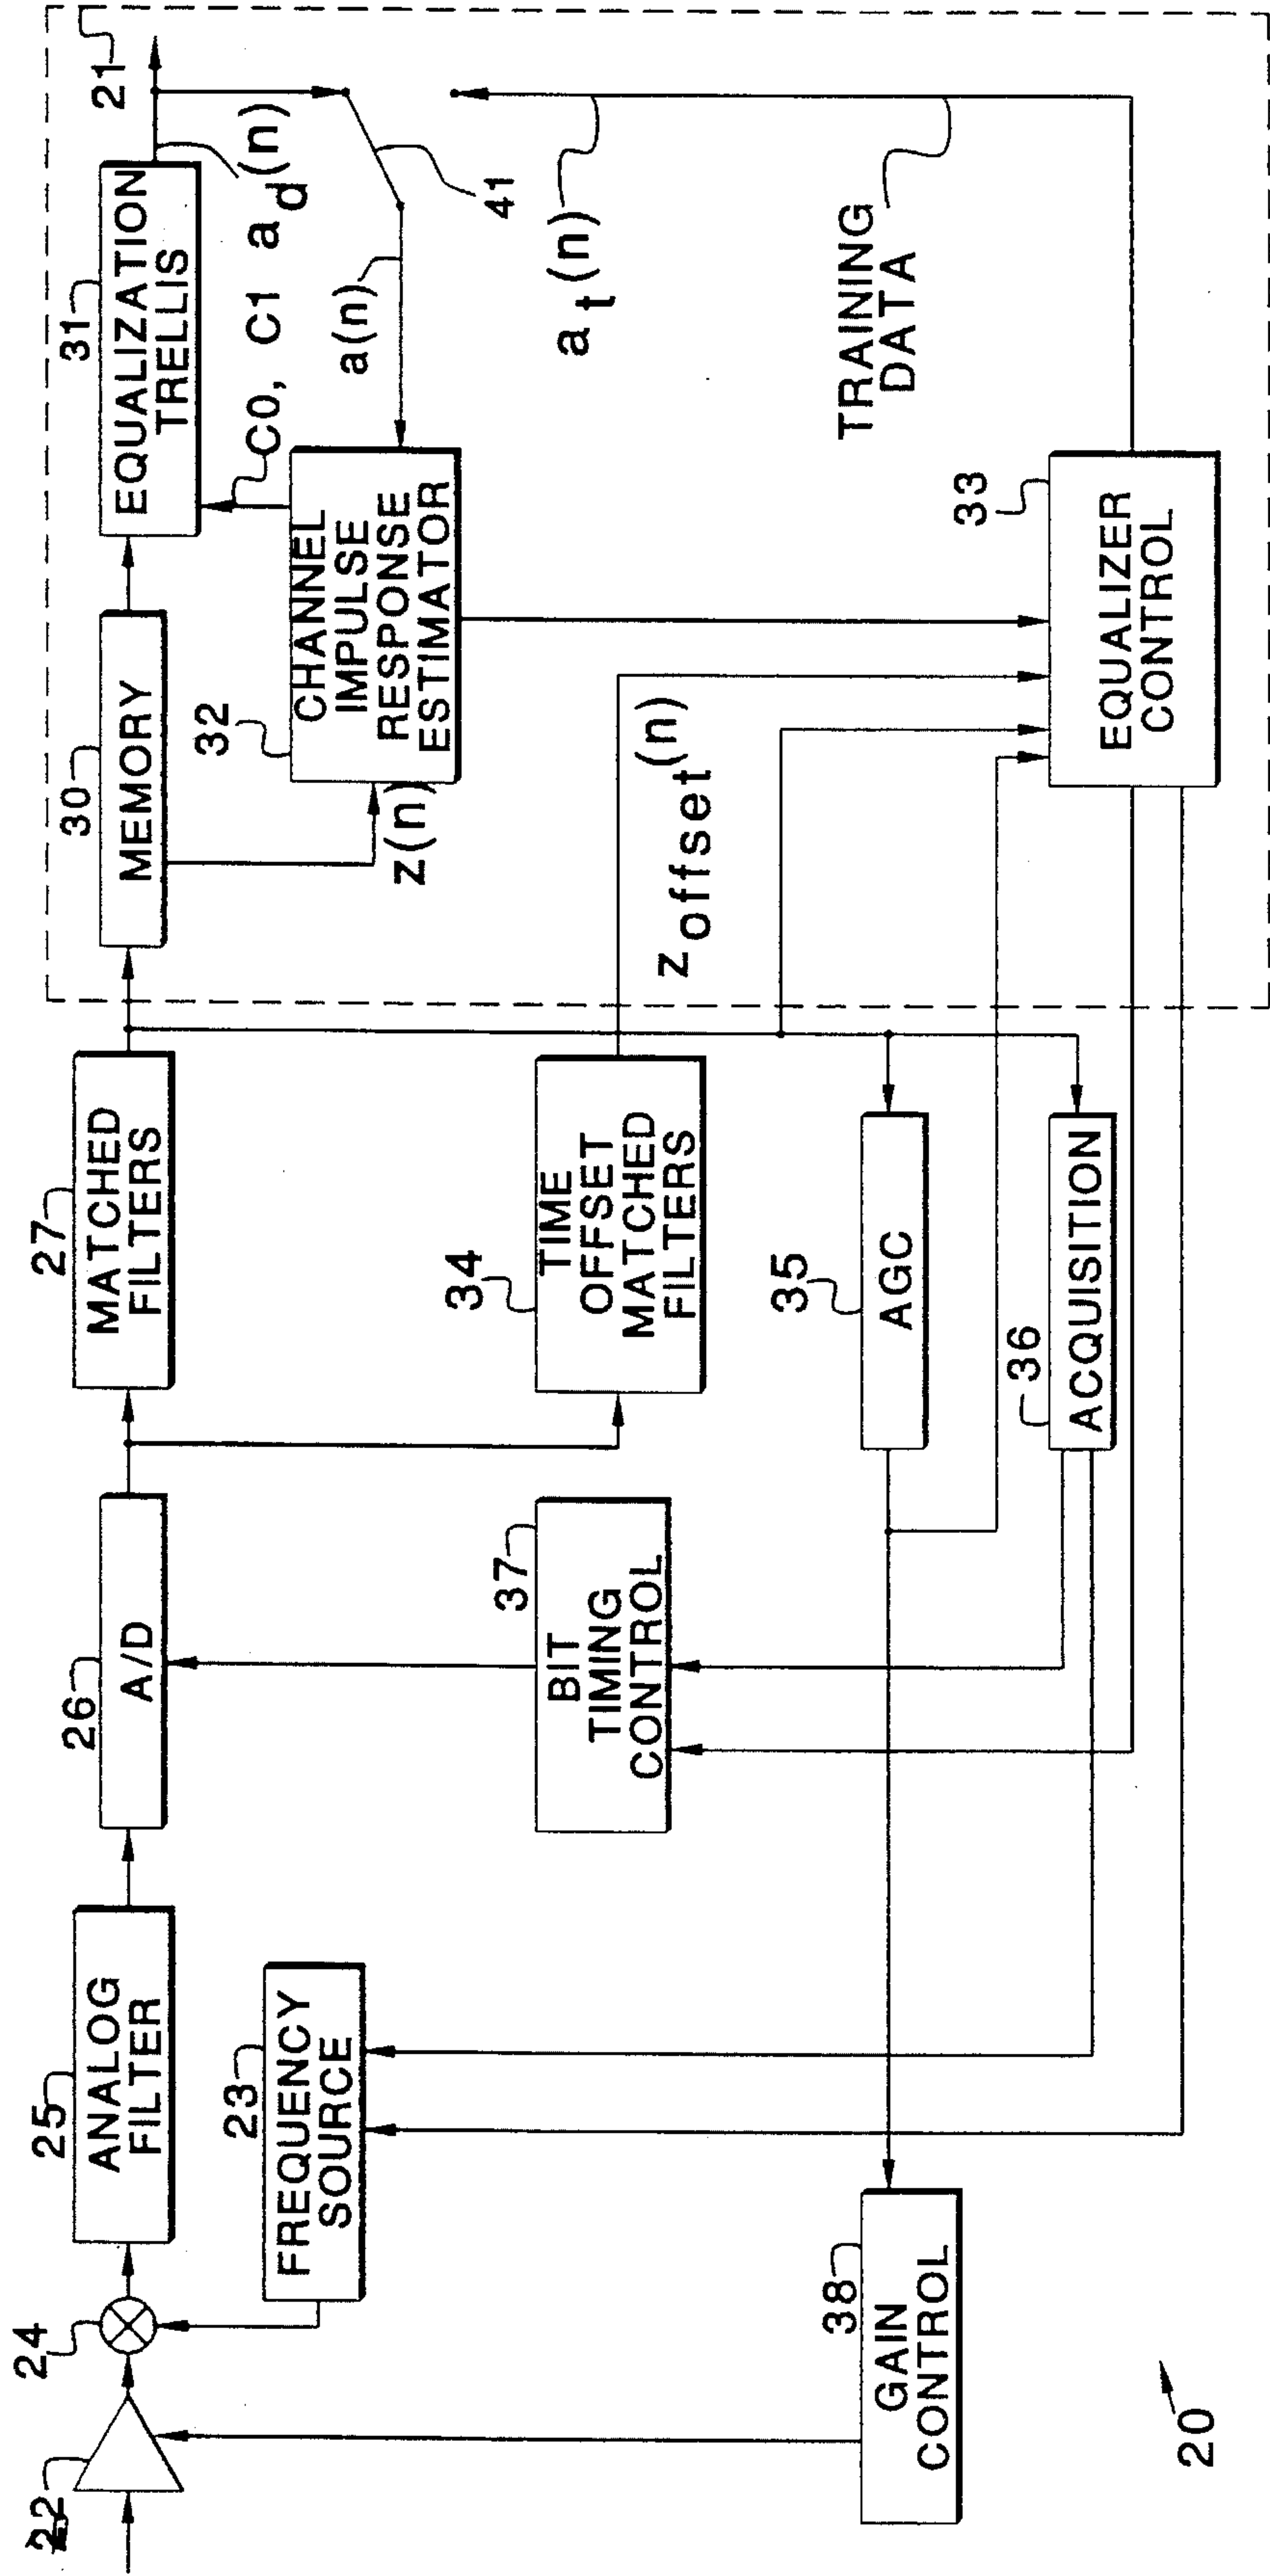 22
24
25
ANALOG
FILTER
26
A/D
27
MATCHED
FILTERS
30
MEMORY
31
EQUALIZATION
TRELLIS
21
23
FREQUENCY
SOURCE
32
CHANNEL
IMPULSE
RESPONSE
ESTIMATOR
z(n)
C0, C1
a_d(n)
a(n)
41
37
BIT
TIMING
CONTROL
34
TIME
OFFSET
MATCHED
FILTERS
z_offset(n)
a_t(n)
TRAINING
DATA
38
GAIN
CONTROL
35
AGC
36
ACQUISITION
33
EQUALIZER
CONTROL
20